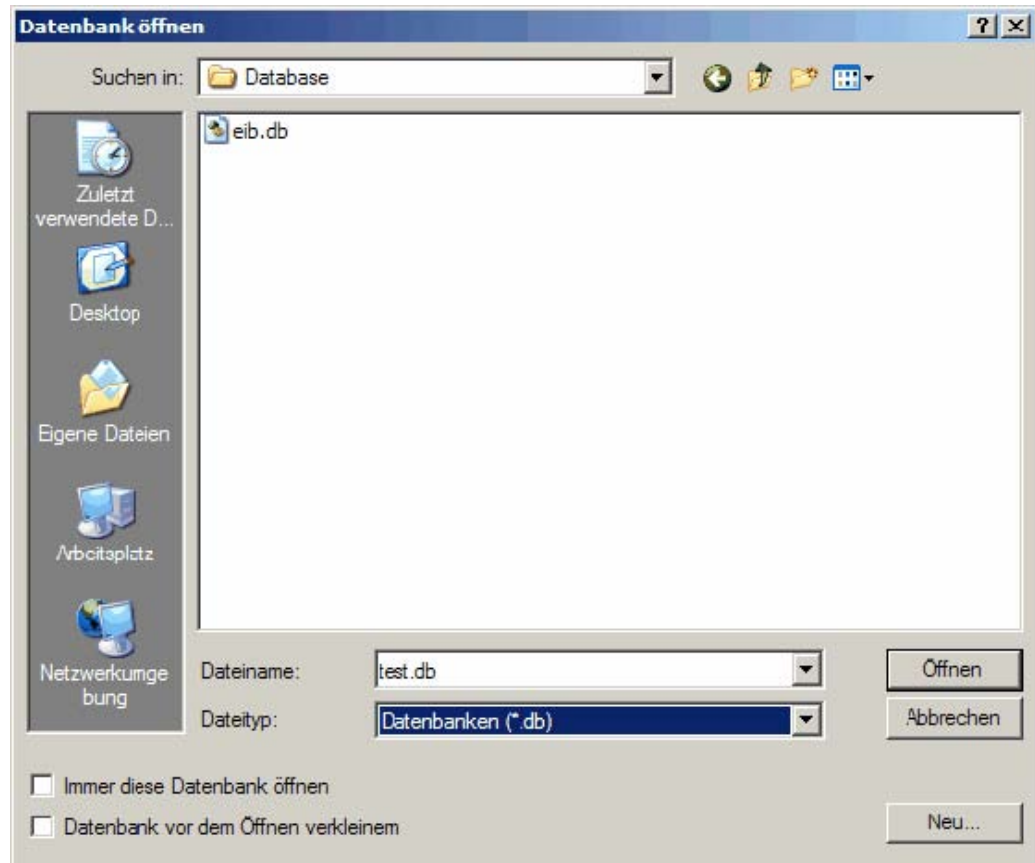 Datenbank öffnen
Suchen in: Database
eib.db
Zuletzt
verwendete D...
Desktop
Eigene Dateien
Arbeitsplatz
Netzwerkumge
bung
Dateiname: test.db Öffnen
Dateityp: Datenbanken (*.db) Abbrechen
Immer diese Datenbank öffnen
Datenbank vor dem Öffnen verkleinern Neu...